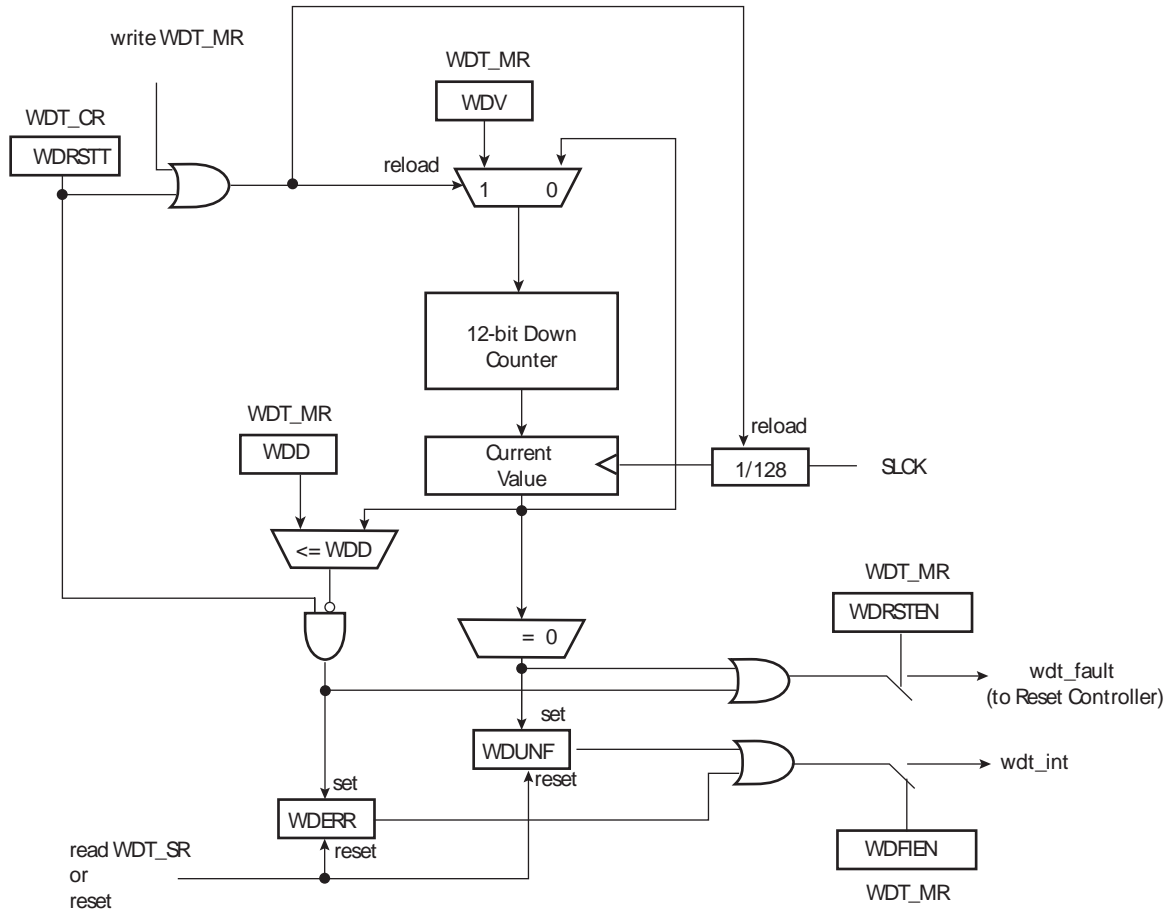 write WDT_MR
WDT_MR
WDV
WDT_CR
WDRSTT
reload
1 0
12-bit Down
Counter
WDT_MR
WDD
Current
Value
reload
1/128
SLCK
<= WDD
WDT_MR
WDRSTEN
= 0
wdt_fault
(to Reset Controller)
set
WDUNF
reset
wdt_int
set
WDERR
reset
read WDT_SR
or
reset
WDFIEN
WDT_MR